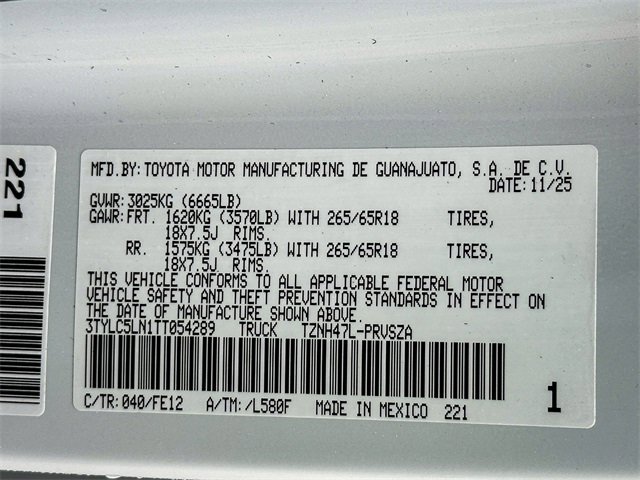 221
MFD.BY: TOYOTA MOTOR MANUFACTURING DE GUANAJUATO, S.A. DE C.V.
DATE: 11/25
GVWR: 3025KG (6665LB)
GAWR: FRT. 1620KG (3570LB) WITH 265/65R18 TIRES,
18X7.5J RIMS.
RR. 1575KG (3475LB) WITH 265/65R18 TIRES,
18X7.5J RIMS.
THIS VEHICLE CONFORMS TO ALL APPLICABLE FEDERAL MOTOR
VEHICLE SAFETY AND THEFT PREVENTION STANDARDS IN EFFECT ON
THE DATE OF MANUFACTURE SHOWN ABOVE.
3TYLC5LN1TT054289 TRUCK TZNH47L-PRVSZA
C/TR: 040/FE12 A/TM: /L580F MADE IN MEXICO 221 1